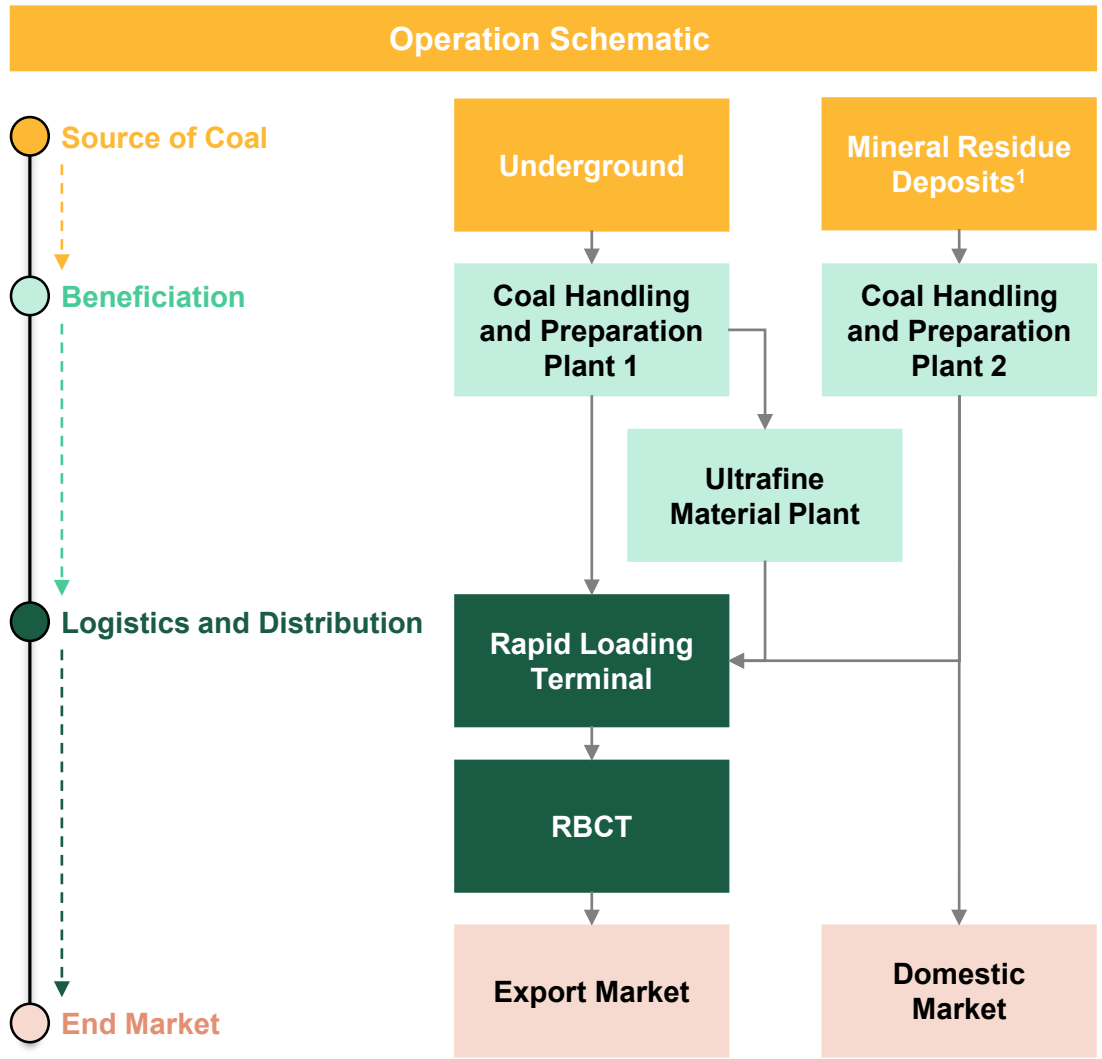 Operation Schematic
Source of Coal
Underground
Mineral Residue
Deposits¹
Beneficiation
Coal Handling
and Preparation
Plant 1
Coal Handling
and Preparation
Plant 2
Ultrafine
Material Plant
Logistics and Distribution
Rapid Loading
Terminal
RBCT
End Market
Export Market
Domestic
Market